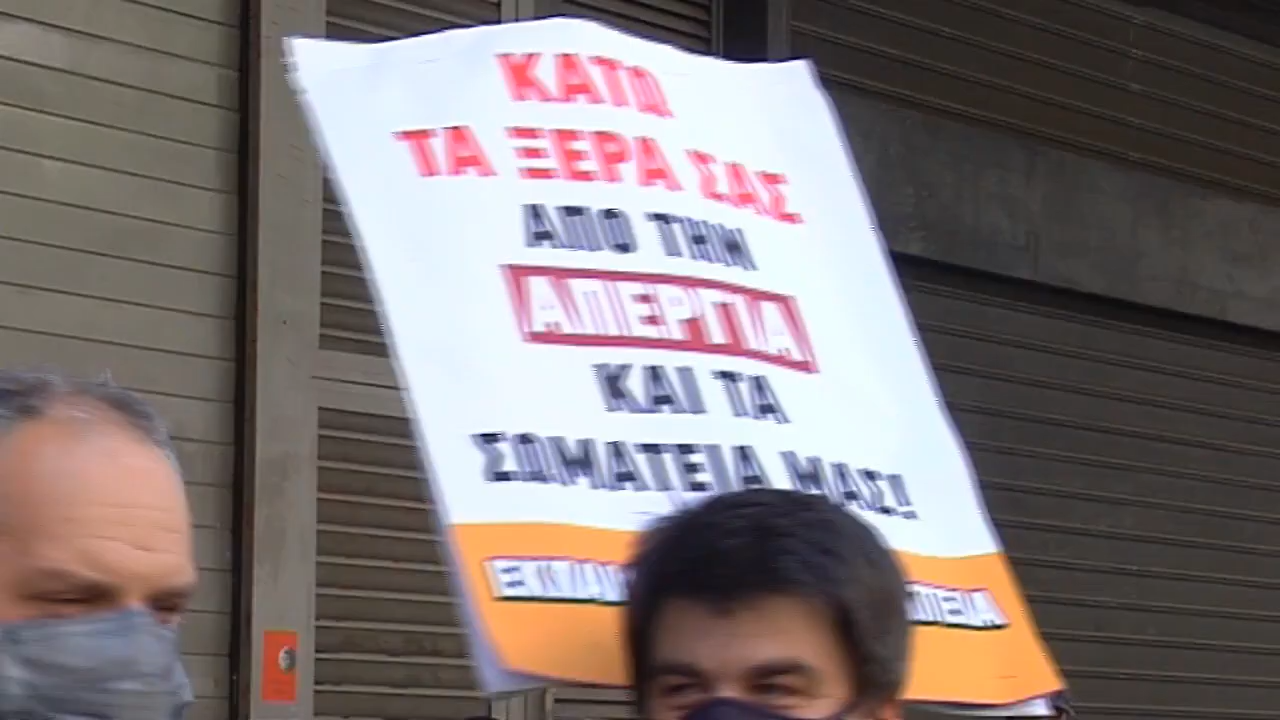 ΚΑΤΩ
ΤΑ ΞΕΡΑ ΣΑΣ
ΑΠΟ ΤΗΝ
ΑΠΕΡΓΙΑ
ΚΑΙ ΤΑ
ΣΩΜΑΤΕΙΑ ΜΑΣ!!